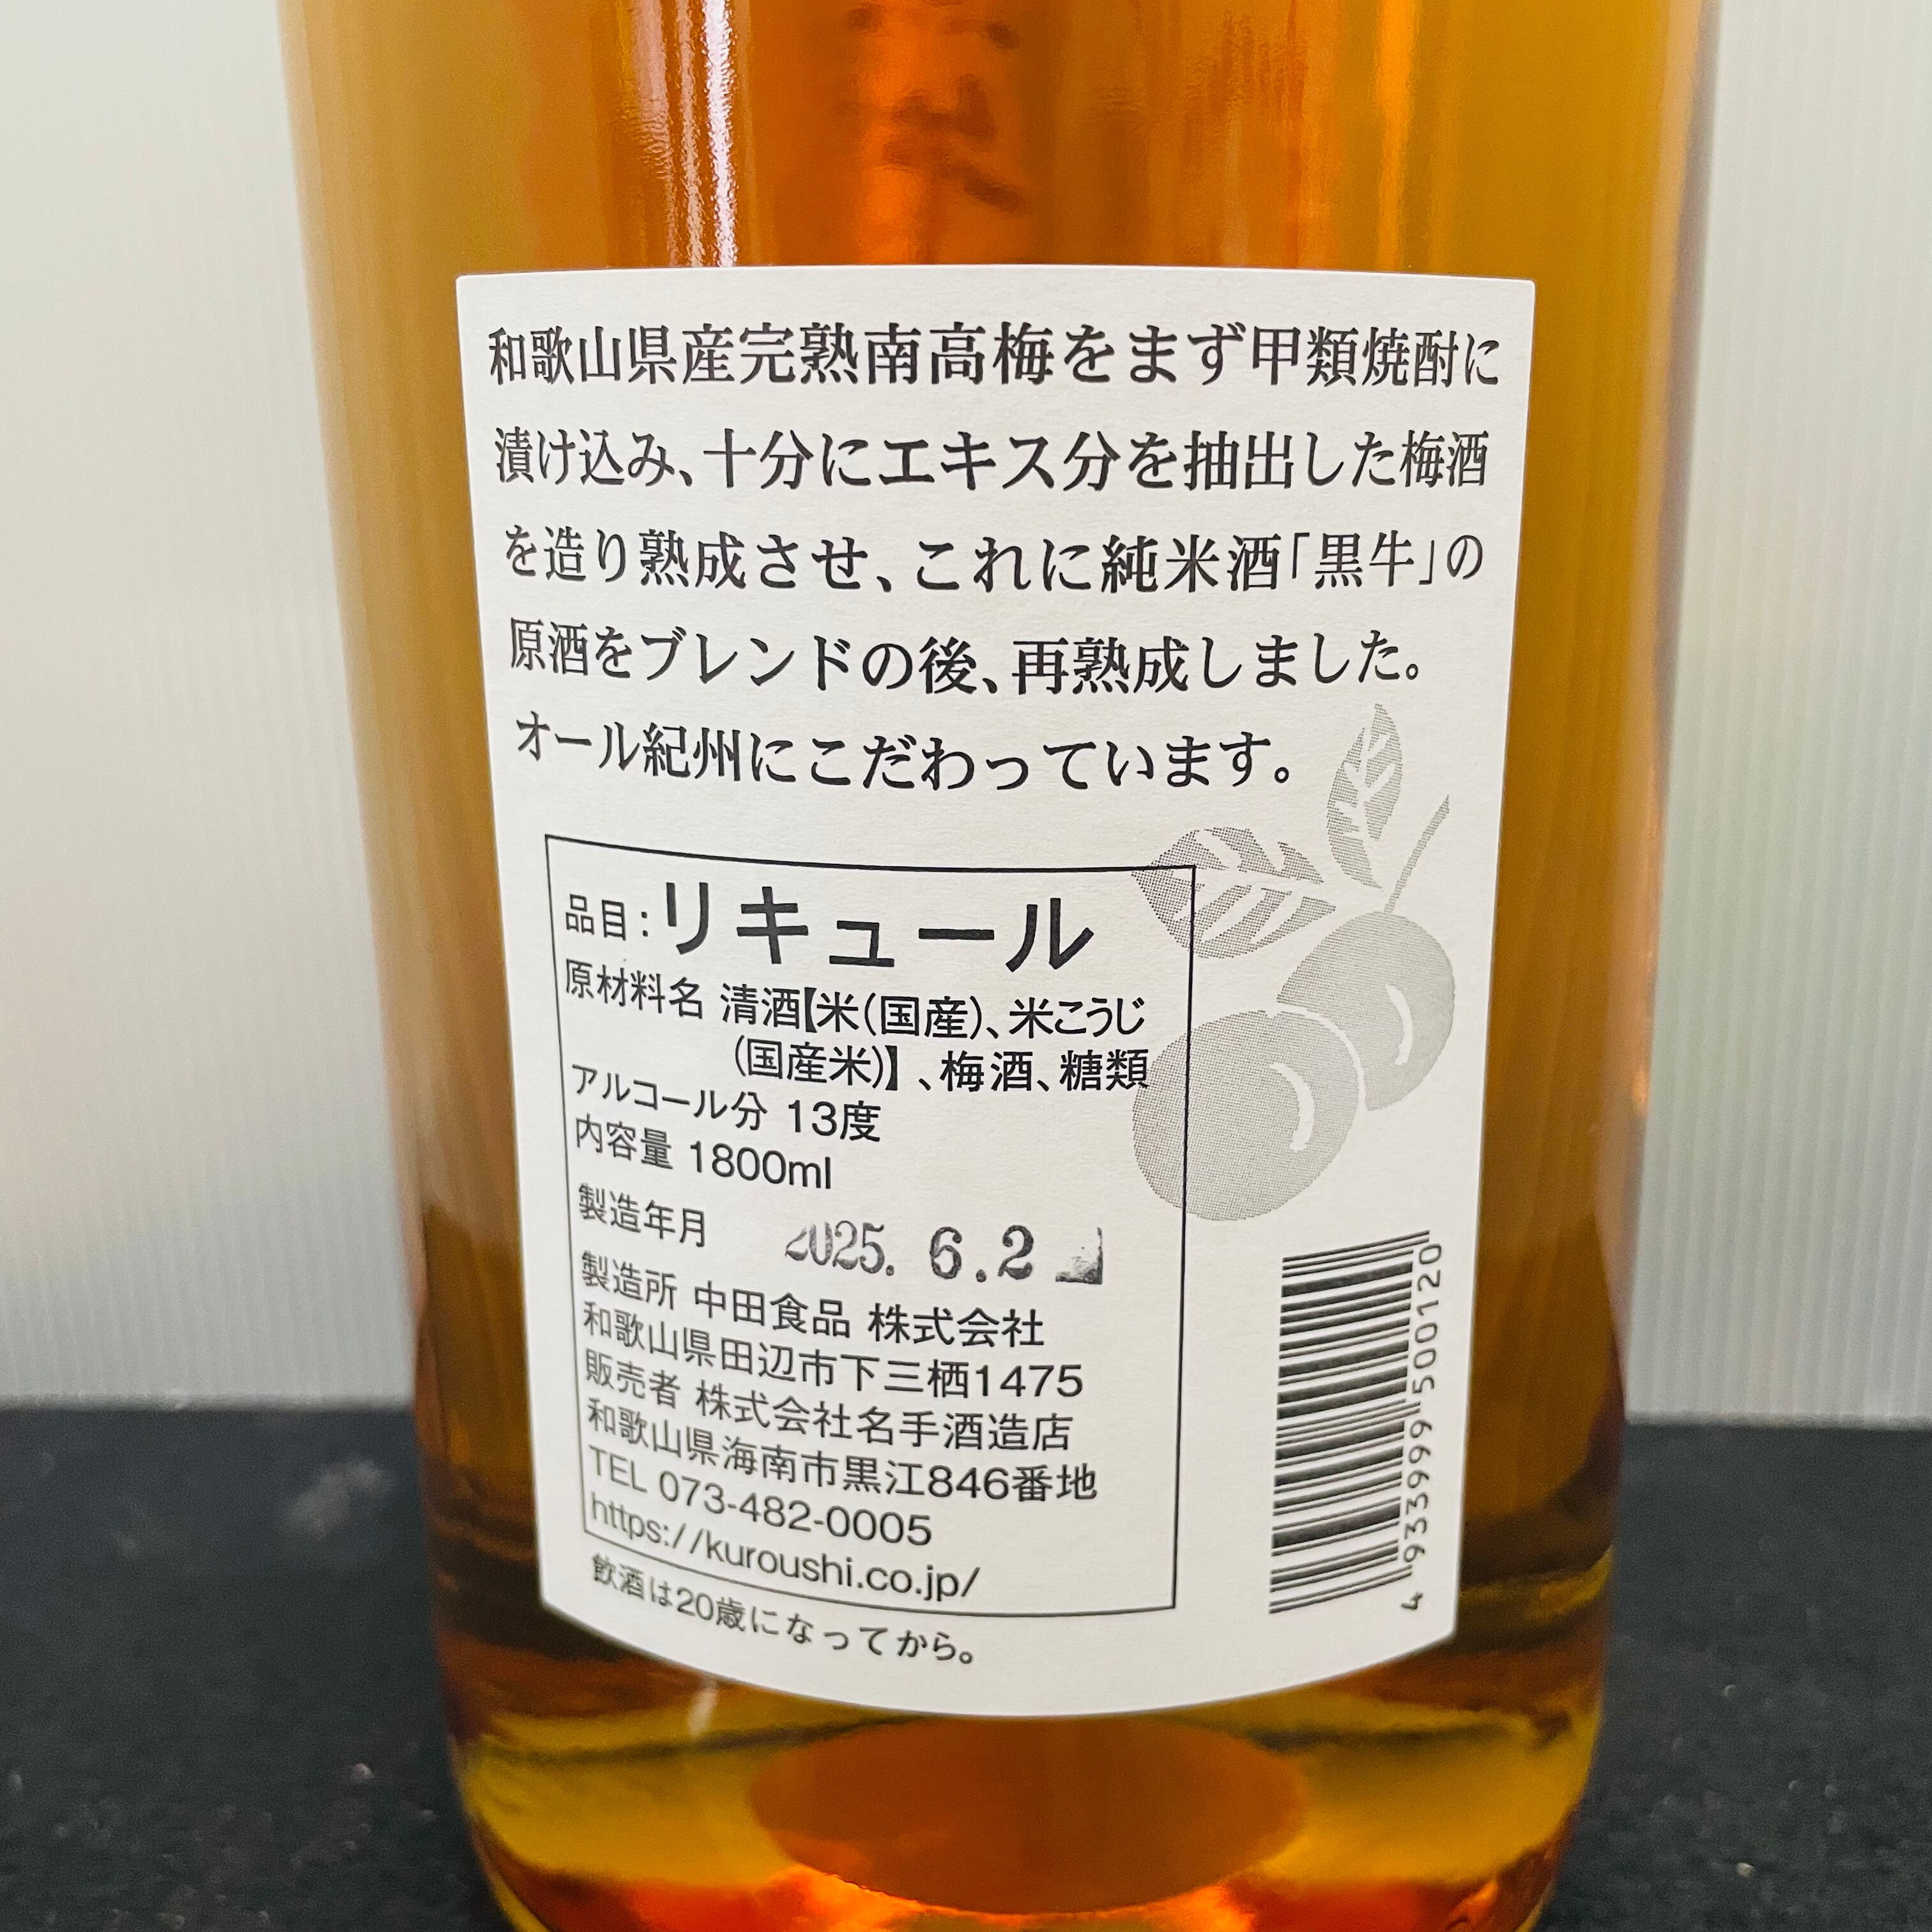 和歌山県産完熟南高梅をまず甲類焼酎に
漬け込み、十分にエキス分を抽出した梅酒
を造り熟成させ、これに純米酒「黒牛」の
原酒をブレンドの後、再熟成しました。
オール紀州にこだわっています。
品目:リキュール
原材料名 清酒【米(国産)、米こうじ
(国産米)】、梅酒、糖類
アルコール分 13度
内容量 1800ml
製造年月 2025. 6.2
製造所 中田食品 株式会社
和歌山県田辺市下三栖1475
販売者 株式会社名手酒造店
和歌山県海南市黒江846番地
TEL 073-482-0005
https://kuroushi.co.jp/
飲酒は20歳になってから。
4 933999 500120